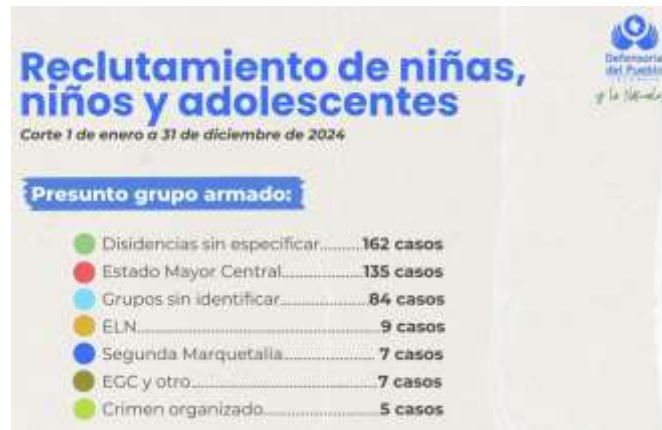 Defensoría
del Pueblo
Reclutamiento de niñas,
niños y adolescentes
Corte 1 de enero a 31 de diciembre de 2024
Presunto grupo armado:
Disidencias sin especificar.........162 casos
Estado Mayor Central..................135 casos
Grupos sin identificar...................84 casos
ELN......................................................9 casos
Segunda Marquetalia.................... 7 casos
EGC y otro........................................7 casos
Crimen organizado........................5 casos